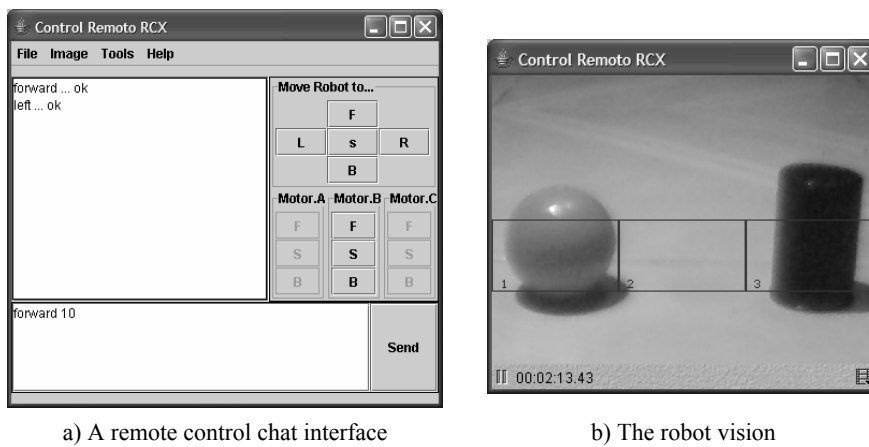 Control Remoto RCX
File Image Tools Help
forward ... ok
left ... ok
Move Robot to...
F
L s R
B
Motor.A Motor.B Motor.C
F F F
S S S
B B B
forward 10
Send
a) A remote control chat interface
Control Remoto RCX
1 2 3
00:02:13.43
b) The robot vision